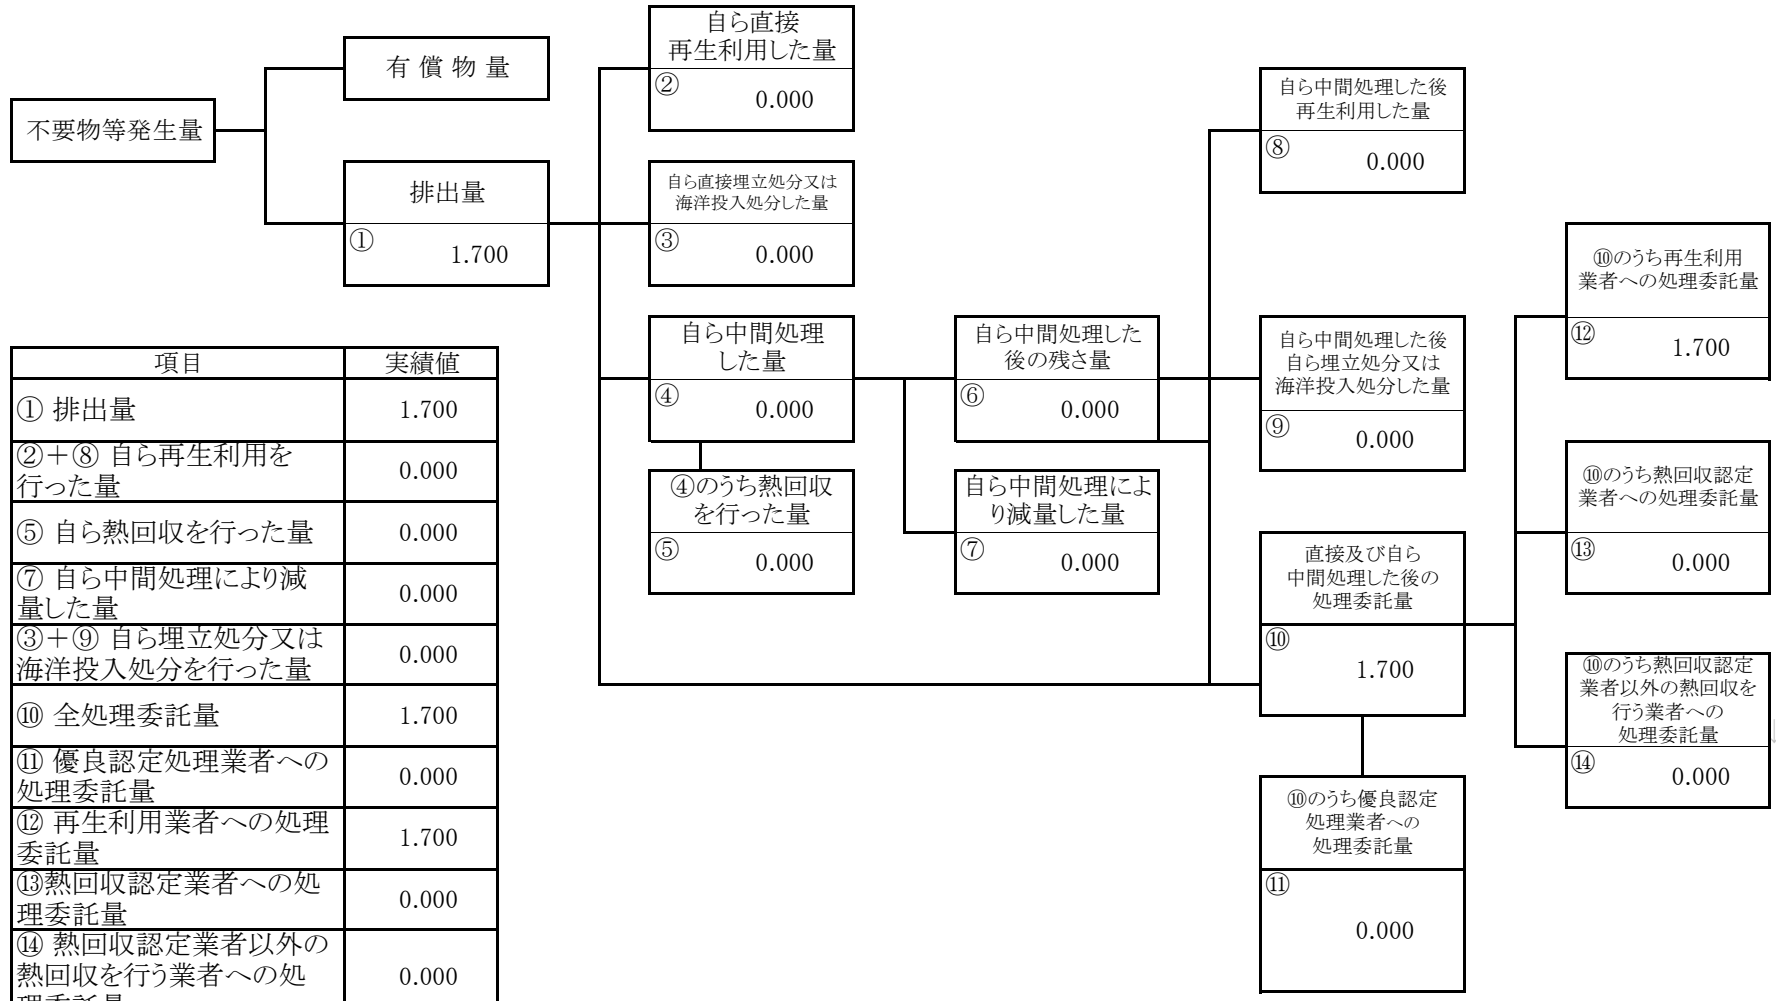 不要物等発生量
有 償 物 量
排出量
①
1.700
自ら直接
再生利用した量
②
0.000
自ら直接埋立処分又は
海洋投入処分した量
③
0.000
自ら中間処理
した量
④
0.000
④のうち熱回収
を行った量
⑤
0.000
自ら中間処理した
後の残さ量
⑥
0.000
自ら中間処理によ
り減量した量
⑦
0.000
自ら中間処理した後
再生利用した量
⑧
0.000
自ら中間処理した後
自ら埋立処分又は
海洋投入処分した量
⑨
0.000
直接及び自ら
中間処理した後の
処理委託量
⑩
1.700
⑩のうち優良認定
処理業者への
処理委託量
⑪
0.000
⑩のうち再生利用
業者への処理委託量
⑫
1.700
⑩のうち熱回収認定
業者への処理委託量
⑬
0.000
⑩のうち熱回収認定
業者以外の熱回収を
行う業者への
処理委託量
⑭
0.000
項目 実績値
① 排出量 1.700
②＋⑧ 自ら再生利用を
行った量 0.000
⑤ 自ら熱回収を行った量 0.000
⑦ 自ら中間処理により減
量した量 0.000
③＋⑨ 自ら埋立処分又は
海洋投入処分を行った量 0.000
⑩ 全処理委託量 1.700
⑪ 優良認定処理業者への
処理委託量 0.000
⑫ 再生利用業者への処理
委託量 1.700
⑬熱回収認定業者への処
理委託量 0.000
⑭ 熱回収認定業者以外の
熱回収を行う業者への処 0.000
理委託量